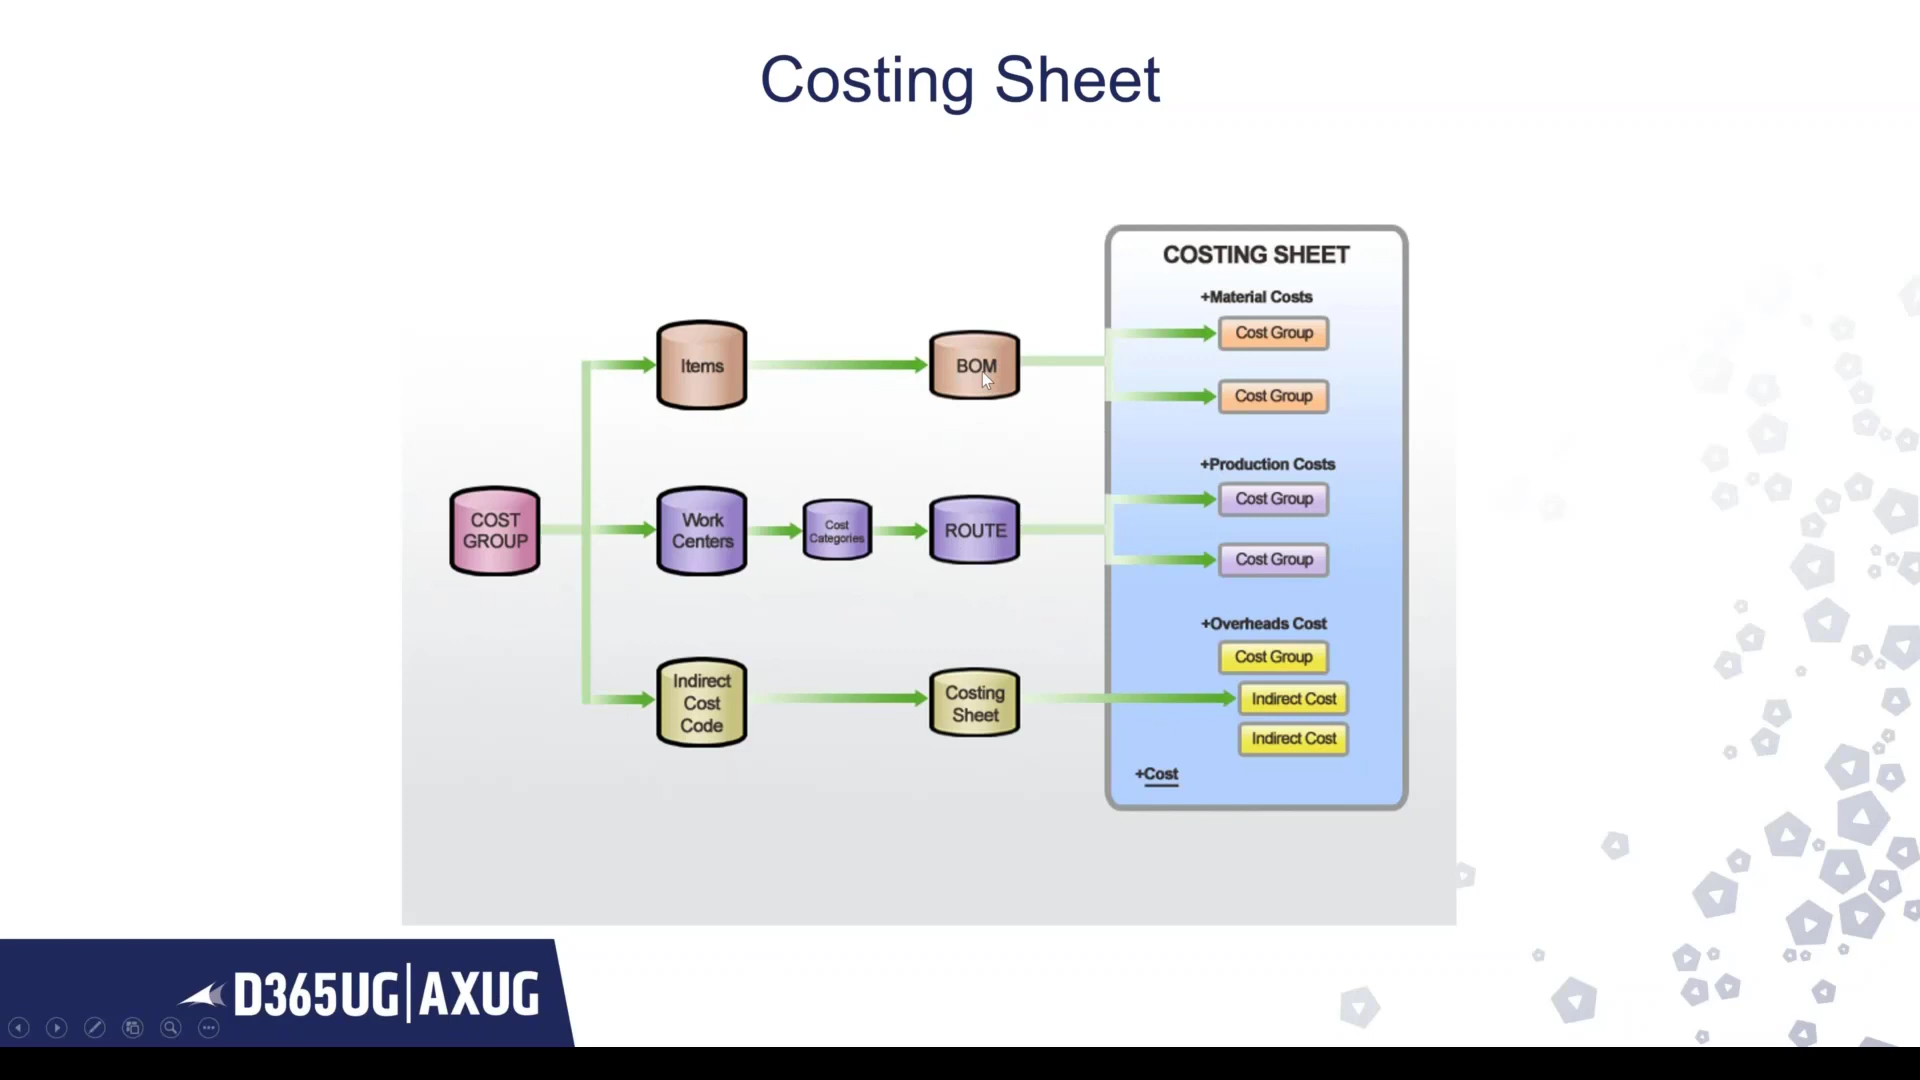 Costing Sheet
COSTING SHEET
+Material Costs
Cost Group
Cost Group
Items
BOM
+Production Costs
Cost Group
Cost Group
COST
GROUP
Work
Centers
Cost
Categories
ROUTE
+Overheads Cost
Cost Group
Indirect Cost
Indirect Cost
Indirect
Cost
Code
Costing
Sheet
+Cost
D365UG|AXUG